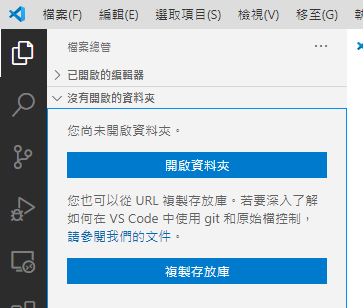 檔案(F) 編輯(E) 選取項目(S) 檢視(V) 移至(G) 執
檔案總管
已開啟的編輯器
沒有開啟的資料夾
您尚未開啟資料夾。
開啟資料夾
您也可以從 URL 複製存放庫。若要深入了解
如何在 VS Code 中使用 git 和原始檔控制，
請參閱我們的文件。
複製存放庫